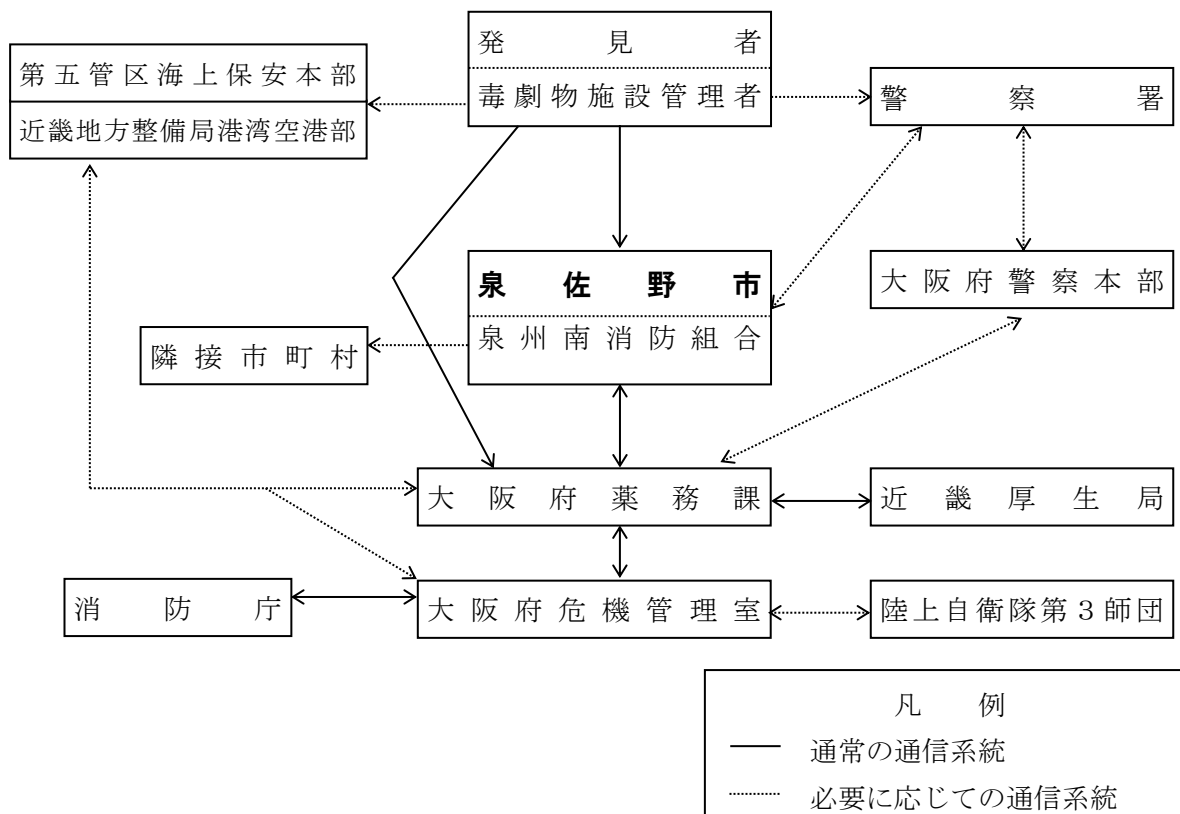 発見者
毒劇物施設管理者
第五管区海上保安本部
近畿地方整備局港湾空港部
警察署
泉佐野市
泉州南消防組合
大阪府警察本部
隣接市町村
大阪府薬務課
近畿厚生局
消防庁
大阪府危機管理室
陸上自衛隊第３師団
凡例
通常の通信系統
必要に応じての通信系統